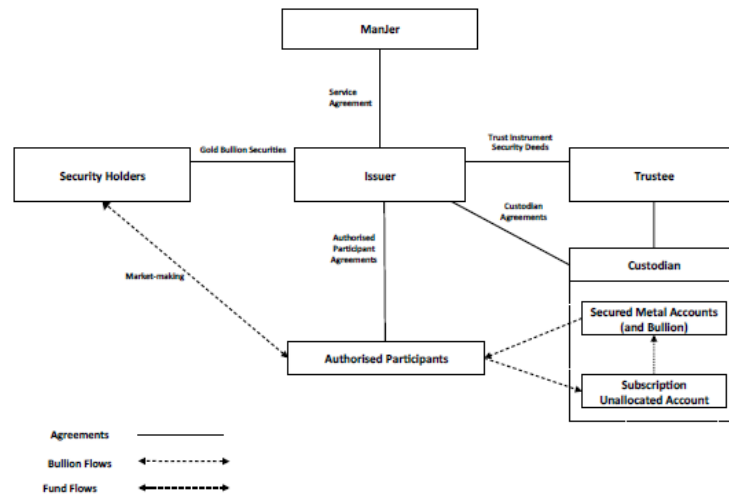 ManJer
Service
Agreement
Gold Bullion Securities
Trust Instrument
Security Deeds
Security Holders
Issuer
Trustee
Custodian
Agreements
Authorised
Participant
Agreements
Market-making
Custodian
Secured Metal Accounts
(and Bullion)
Authorised Participants
Subscription
Unallocated Account
Agreements
Bullion Flows
Fund Flows